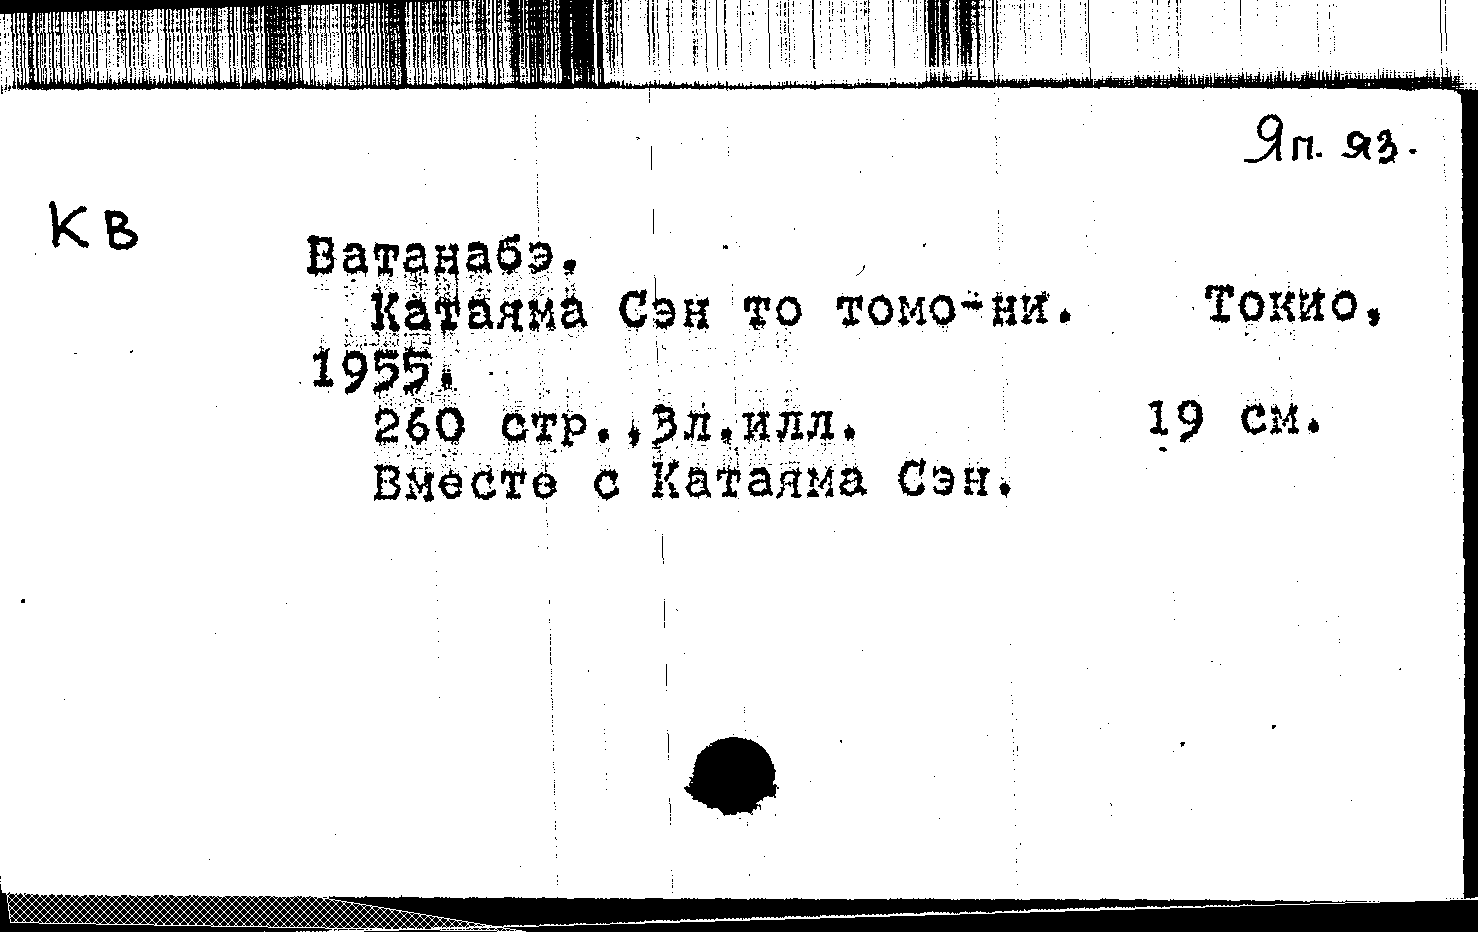 Яп. яз.
КВ
Ватанабэ.
Катаяма Сэн то томо-ни. Токио,
1955.
260 стр.,3л.илл. 19 см.
Вместе с Катаяма Сэн.